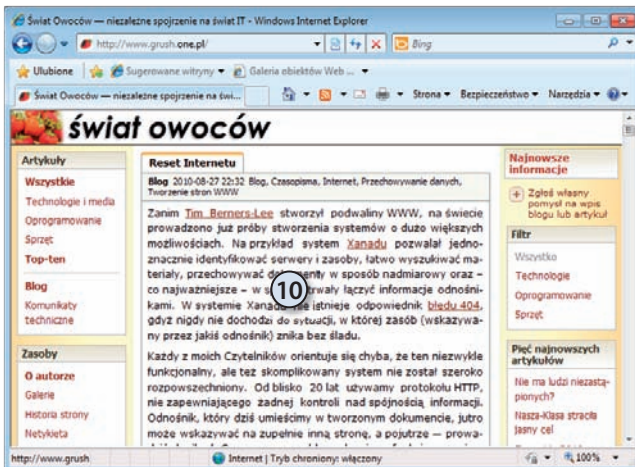 Świat Owoców — niezależne spojrzenie na świat IT - Windows Internet Explorer
http://www.grush.one.pl/
Bing
Ulubione
Sugerowane witryny
Galeria obiektów Web ...
Świat Owoców — niezależne spojrzenie na świ...
Strona
Bezpieczeństwo
Narzędzia
świat owoców
Artykuły
Wszystkie
Technologie i media
Oprogramowanie
Sprzęt
Top-ten
Blog
Komunikaty
techniczne
Zasoby
O autorze
Galerie
Historia strony
Netykieta
Reset Internetu
Blog 2010-08-27 22:32 Blog, Czasopisma, Internet, Przechowywanie danych,
Tworzenie stron WWW
Zanim Tim Berners-Lee stworzył podwaliny WWW, na świecie
prowadzono już próby stworzenia systemów o dużo większych
możliwościach. Na przykład system Xanadu pozwalał jedno-
znacznie identyfikować serwery i zasoby, łatwo wyszukiwać ma-
teriały, przechowywać dokumenty w sposób nadmiarowy oraz –
co najważniejsze – w trwały łączyć informacje odnośni-
kami. W systemie Xanadu nie istnieje odpowiednik błędu 404,
gdyż nigdy nie dochodzi do sytuacji, w której zasób (wskazywa-
ny przez jakiś odnośnik) znika bez śladu.
Każdy z moich Czytelników orientuje się chyba, że ten niezwykle
funkcjonalny, ale też skomplikowany system nie został szeroko
rozpowszechniony. Od blisko 20 lat używamy protokołu HTTP,
nie zapewniającego żadnej kontroli nad spójnością informacji.
Odnośnik, który dziś umieścimy w tworzonym dokumencie, jutro
może wskazywać na zupełnie inną stronę, a pojutrze — prowa-
10
Najnowsze
informacje
Zgłoś własny
pomysł na wpis
blogu lub artykuł
Filtr
Wszystko
Technologie
Oprogramowanie
Sprzęt
Pięć najnowszych
artykułów
Nie ma ludzi niezastą-
pionych?
Nasza-Klasa straciła
jasny cel
http://www.grush
Internet | Tryb chroniony: włączony
100%